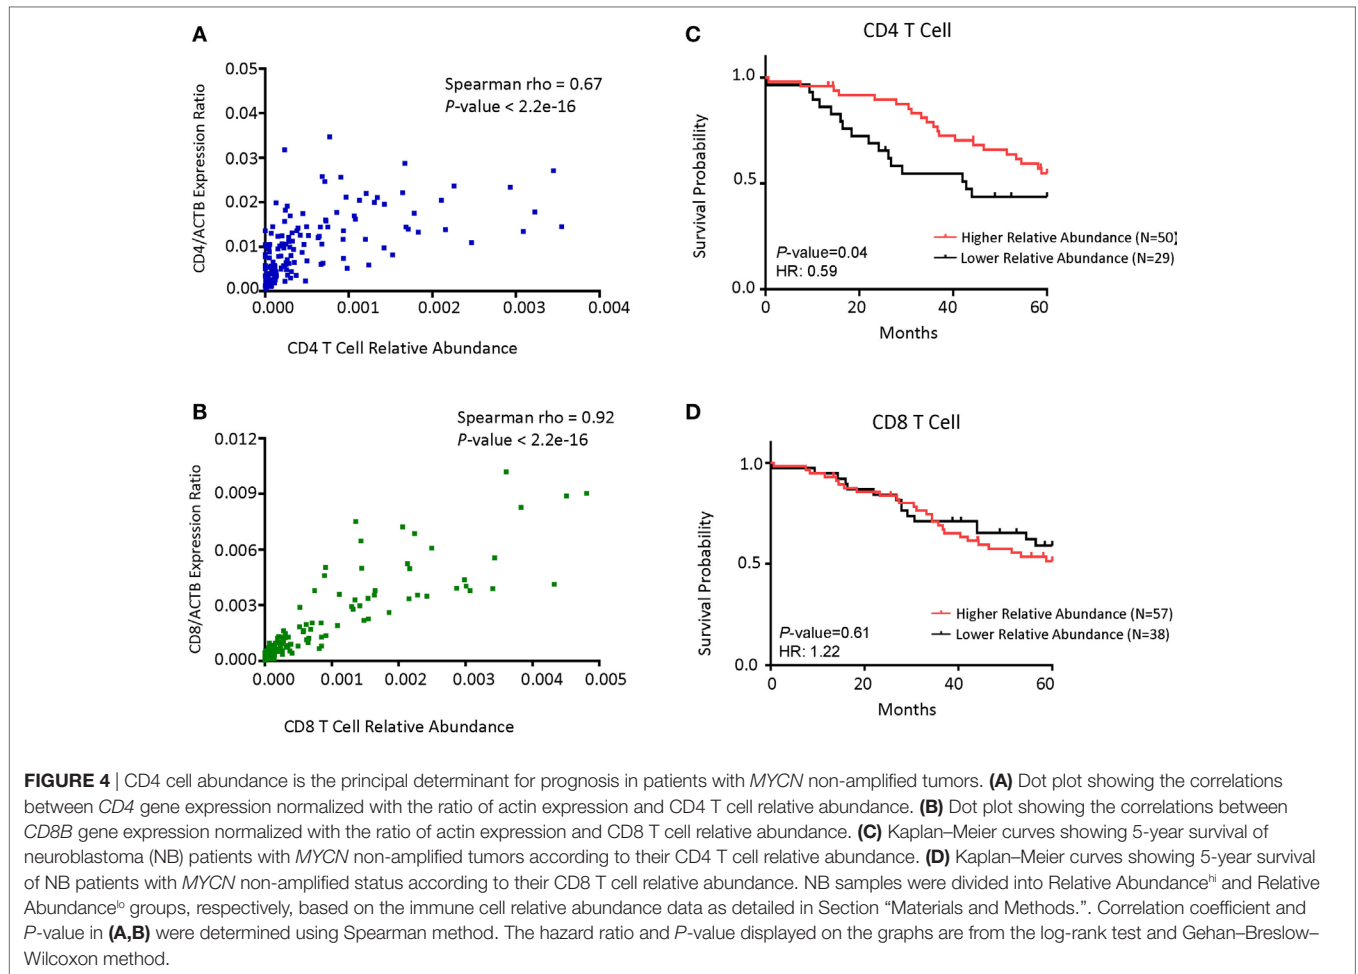 A
Spearman rho = 0.67
P-value < 2.2e-16
CD4/ACTB Expression Ratio
0.05
0.04
0.03
0.02
0.01
0.00
0.000 0.001 0.002 0.003 0.004
CD4 T Cell Relative Abundance
C
CD4 T Cell
Survival Probability
1.0
0.5
0.0
P-value=0.04
HR: 0.59
Higher Relative Abundance (N=50)
Lower Relative Abundance (N=29)
0 20 40 60
Months
B
Spearman rho = 0.92
P-value < 2.2e-16
CD8/ACTB Expression Ratio
0.012
0.009
0.006
0.003
0.000
0.000 0.001 0.002 0.003 0.004 0.005
CD8 T Cell Relative Abundance
D
CD8 T Cell
Survival Probability
1.0
0.5
0.0
P-value=0.61
HR: 1.22
Higher Relative Abundance (N=57)
Lower Relative Abundance (N=38)
0 20 40 60
Months
FIGURE 4 | CD4 cell abundance is the principal determinant for prognosis in patients with MYCN non-amplified tumors. (A) Dot plot showing the correlations
between CD4 gene expression normalized with the ratio of actin expression and CD4 T cell relative abundance. (B) Dot plot showing the correlations between
CD8B gene expression normalized with the ratio of actin expression and CD8 T cell relative abundance. (C) Kaplan–Meier curves showing 5-year survival of
neuroblastoma (NB) patients with MYCN non-amplified tumors according to their CD4 T cell relative abundance. (D) Kaplan–Meier curves showing 5-year survival
of NB patients with MYCN non-amplified status according to their CD8 T cell relative abundance. NB samples were divided into Relative Abundancehi and Relative
Abundancelo groups, respectively, based on the immune cell relative abundance data as detailed in Section “Materials and Methods.”. Correlation coefficient and
P-value in (A,B) were determined using Spearman method. The hazard ratio and P-value displayed on the graphs are from the log-rank test and Gehan–Breslow–
Wilcoxon method.